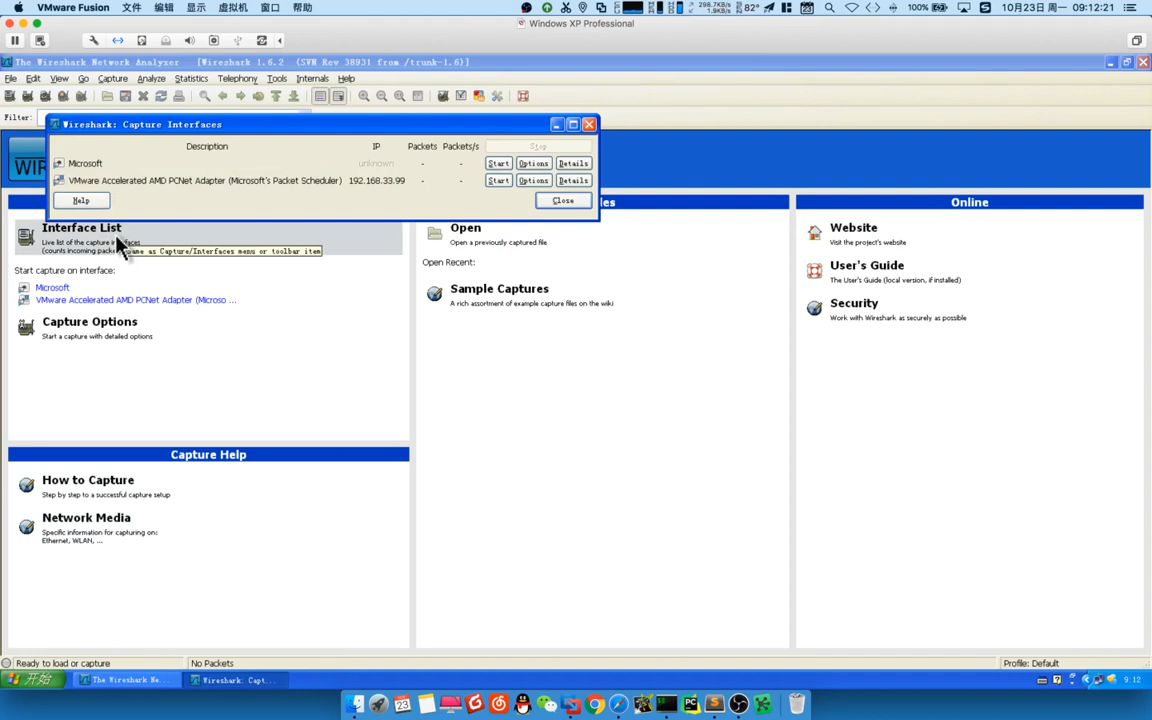 VMware Fusion 文件 编辑 显示 虚拟机 窗口 帮助 298.7KB/s 1.9KB/s 82° 100% 10月23日 周一 09:12:21
Windows XP Professional
The Wireshark Network Analyzer [Wireshark 1.6.2 (SVN Rev 38931 from /trunk-1.6)]
File Edit View Go Capture Analyze Statistics Telephony Tools Internals Help
Filter:
Wireshark: Capture Interfaces
Description IP Packets Packets/s Stop
Microsoft unknown - - Start Options Details
VMware Accelerated AMD PCNet Adapter (Microsoft's Packet Scheduler) 192.168.33.99 - - Start Options Details
Help Close
WIR
les
Online
Interface List
Live list of the capture interfaces
(counts incoming packe
same as Capture/Interfaces menu or toolbar item
Start capture on interface:
Microsoft
VMware Accelerated AMD PCNet Adapter (Microso ...
Capture Options
Start a capture with detailed options
Open
Open a previously captured file
Open Recent:
Sample Captures
A rich assortment of example capture files on the wiki
Website
Visit the project's website
User's Guide
The User's Guide (local version, if installed)
Security
Work with Wireshark as securely as possible
Capture Help
How to Capture
Step by step to a successful capture setup
Network Media
Specific information for capturing on:
Ethernet, WLAN, ...
Ready to load or capture No Packets Profile: Default
开始 The Wireshark Ne... Wireshark: Capt... 9:12
23
PC